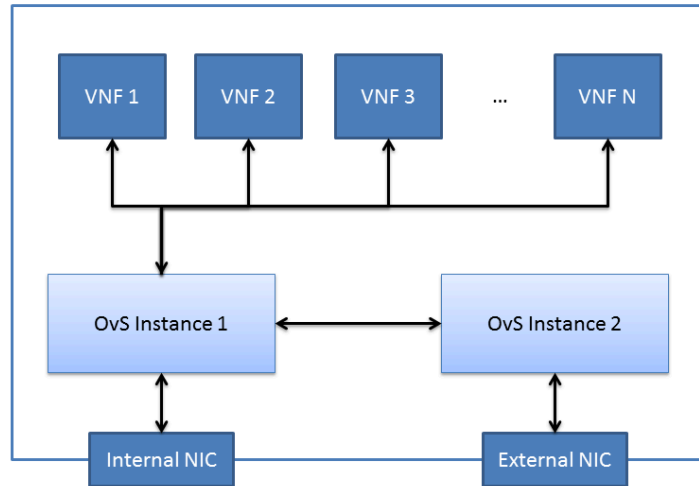 VNF 1
VNF 2
VNF 3
...
VNF N
OvS Instance 1
OvS Instance 2
Internal NIC
External NIC